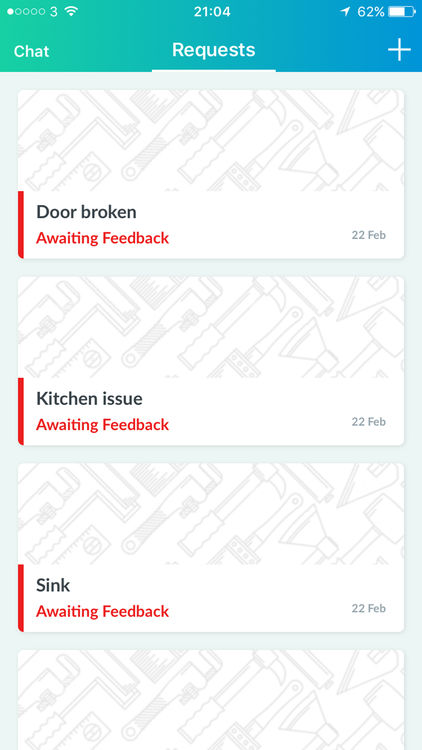 3 21:04 62%
Chat Requests
Door broken
Awaiting Feedback 22 Feb
Kitchen issue
Awaiting Feedback 22 Feb
Sink
Awaiting Feedback 22 Feb